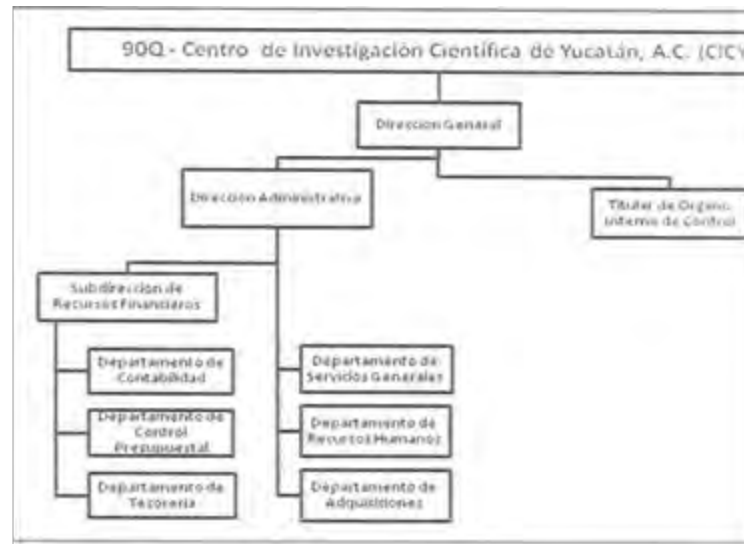 90Q - Centro de Investigación Científica de Yucatán, A.C. (CICY
Dirección General
Dirección Administrativa
Titular de Organo
Interno de Control
Subdirección de
Recursos Financieros
Departamento de
Contabilidad
Departamento de
Control
Presupuestal
Departamento de
Tesorería
Departamento de
Servicios Generales
Departamento de
Recursos Humanos
Departamento de
Adquisiciones